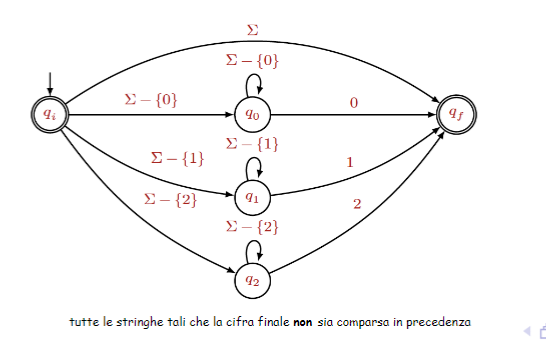 Σ
Σ − {0}
Σ − {0}
0
q_i
q_0
q_f
Σ − {1}
Σ − {1}
1
Σ − {2}
q_1
2
Σ − {2}
q_2
tutte le stringhe tali che la cifra finale non sia comparsa in precedenza